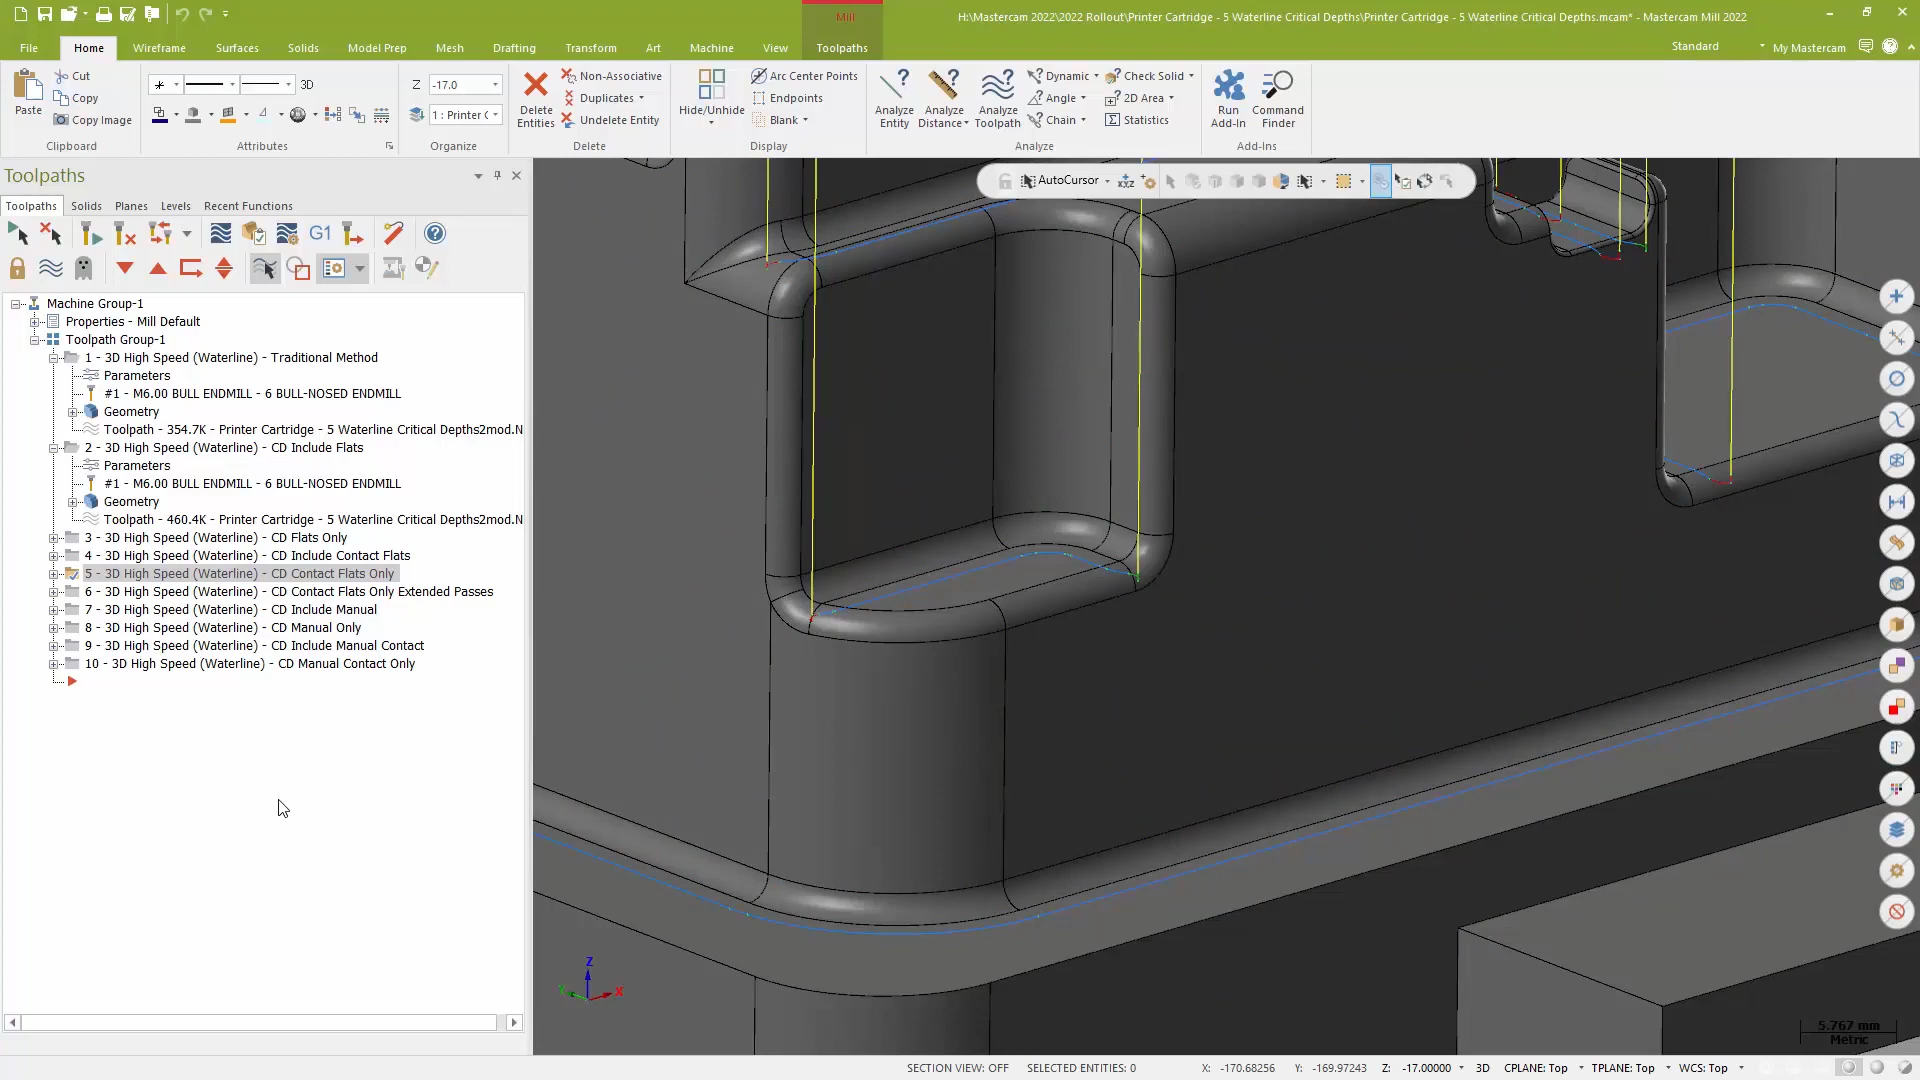 Mill
H:\Mastercam 2022\2022 Rollout\Printer Cartridge - 5 Waterline Critical Depths\Printer Cartridge - 5 Waterline Critical Depths.mcam* - Mastercam Mill 2022
File Home Wireframe Surfaces Solids Model Prep Mesh Drafting Transform Art Machine View Toolpaths
Standard My Mastercam
Paste
Cut
Copy
Copy Image
Clipboard
3D
Attributes
Z -17.0
1 : Printer C
Organize
Delete
Entities
Non-Associative
Duplicates
Undelete Entity
Delete
Hide/Unhide
Arc Center Points
Endpoints
Blank
Display
Analyze
Entity
Analyze
Distance
Analyze
Toolpath
Dynamic
Angle
Chain
Check Solid
2D Area
Statistics
Analyze
Run
Add-In
Command
Finder
Add-Ins
Toolpaths
Toolpaths Solids Planes Levels Recent Functions
G1
AutoCursor
Machine Group-1
Properties - Mill Default
Toolpath Group-1
1 - 3D High Speed (Waterline) - Traditional Method
Parameters
#1 - M6.00 BULL ENDMILL - 6 BULL-NOSED ENDMILL
Geometry
Toolpath - 354.7K - Printer Cartridge - 5 Waterline Critical Depths2mod.N
2 - 3D High Speed (Waterline) - CD Include Flats
Parameters
#1 - M6.00 BULL ENDMILL - 6 BULL-NOSED ENDMILL
Geometry
Toolpath - 460.4K - Printer Cartridge - 5 Waterline Critical Depths2mod.N
3 - 3D High Speed (Waterline) - CD Flats Only
4 - 3D High Speed (Waterline) - CD Include Contact Flats
5 - 3D High Speed (Waterline) - CD Contact Flats Only
6 - 3D High Speed (Waterline) - CD Contact Flats Only Extended Passes
7 - 3D High Speed (Waterline) - CD Include Manual
8 - 3D High Speed (Waterline) - CD Manual Only
9 - 3D High Speed (Waterline) - CD Include Manual Contact
10 - 3D High Speed (Waterline) - CD Manual Contact Only
Z
Y
X
5.767 mm
Metric
SECTION VIEW: OFF SELECTED ENTITIES: 0 X: -170.68256 Y: -169.97243 Z: -17.00000 3D CPLANE: Top TPLANE: Top WCS: Top